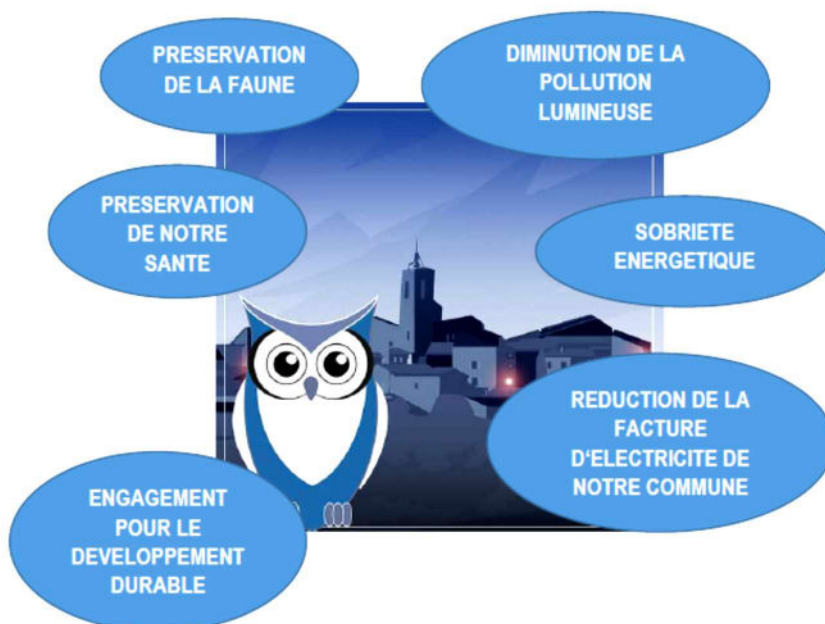 PRESERVATION
DE LA FAUNE
DIMINUTION DE LA
POLLUTION
LUMINEUSE
PRESERVATION
DE NOTRE
SANTE
SOBRIETE
ENERGETIQUE
REDUCTION DE LA
FACTURE
D'ELECTRICITE DE
NOTRE COMMUNE
ENGAGEMENT
POUR LE
DEVELOPPEMENT
DURABLE